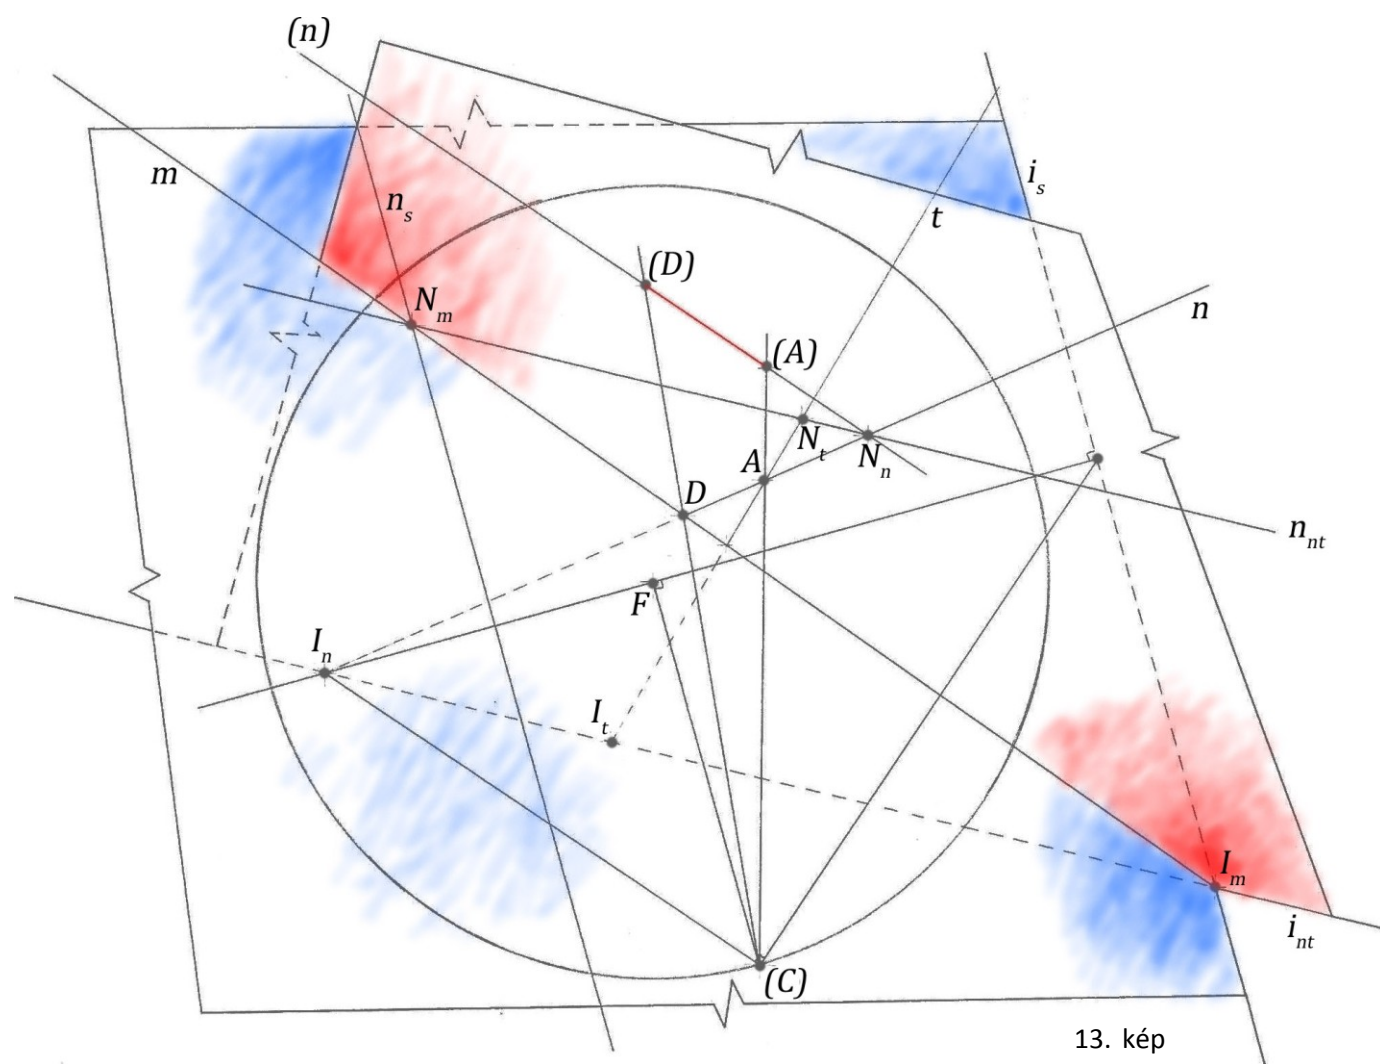 (n)
m
n_s
i_s
t
(D)
N_m
n
(A)
N_t
N_n
A
D
n_nt
F
I_n
I_t
I_m
i_nt
(C)
13. kép